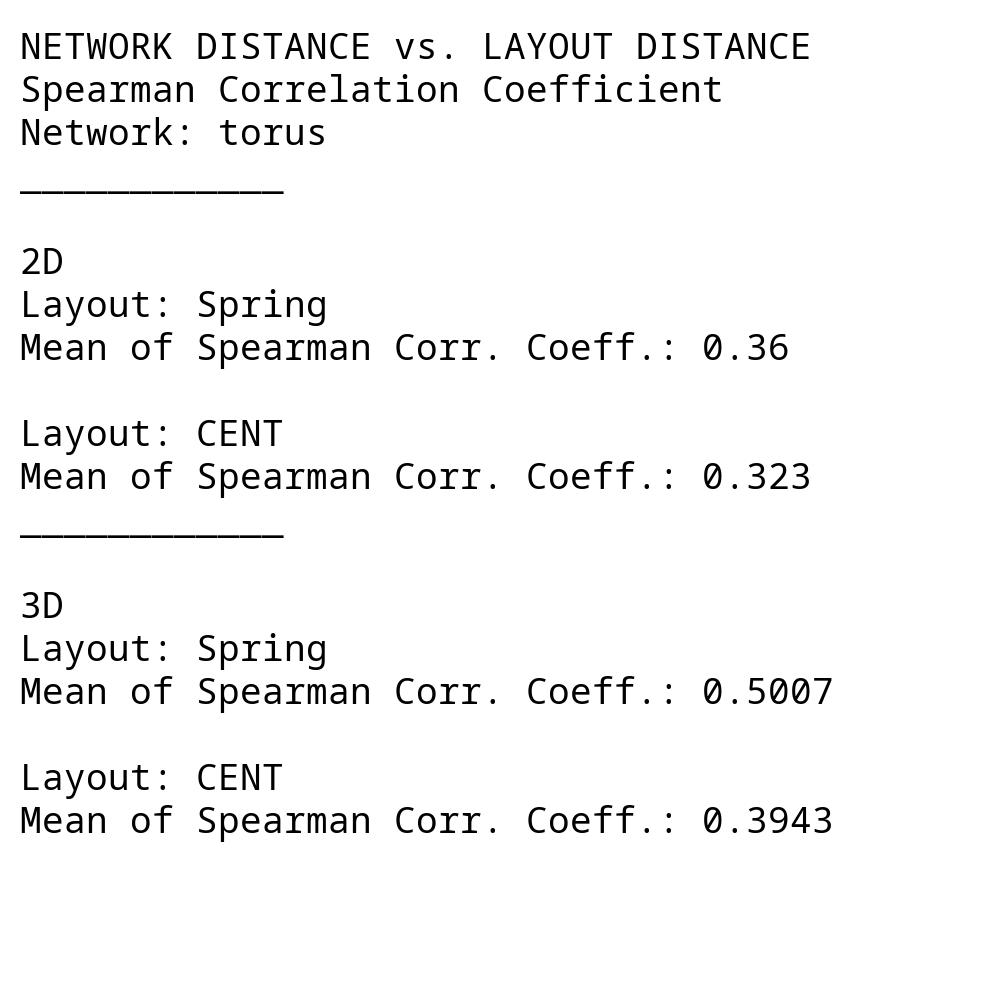 NETWORK DISTANCE vs. LAYOUT DISTANCE
Spearman Correlation Coefficient
Network: torus
____________
2D
Layout: Spring
Mean of Spearman Corr. Coeff.: 0.36
Layout: CENT
Mean of Spearman Corr. Coeff.: 0.323
____________
3D
Layout: Spring
Mean of Spearman Corr. Coeff.: 0.5007
Layout: CENT
Mean of Spearman Corr. Coeff.: 0.3943